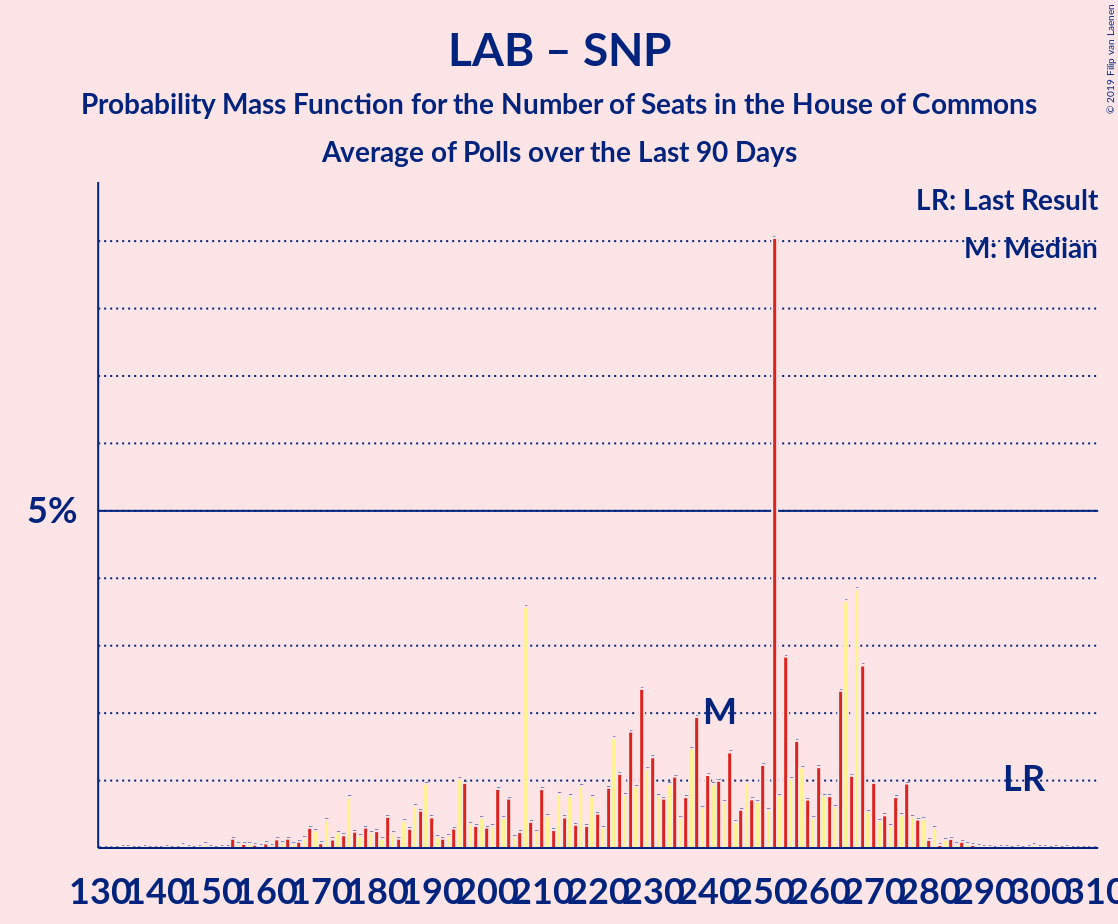 LAB – SNP
Probability Mass Function for the Number of Seats in the House of Commons
Average of Polls over the Last 90 Days
© 2019 Filip van Laenen
LR: Last Result
M: Median
5%
M
LR
130 140 150 160 170 180 190 200 210 220 230 240 250 260 270 280 290 300 310